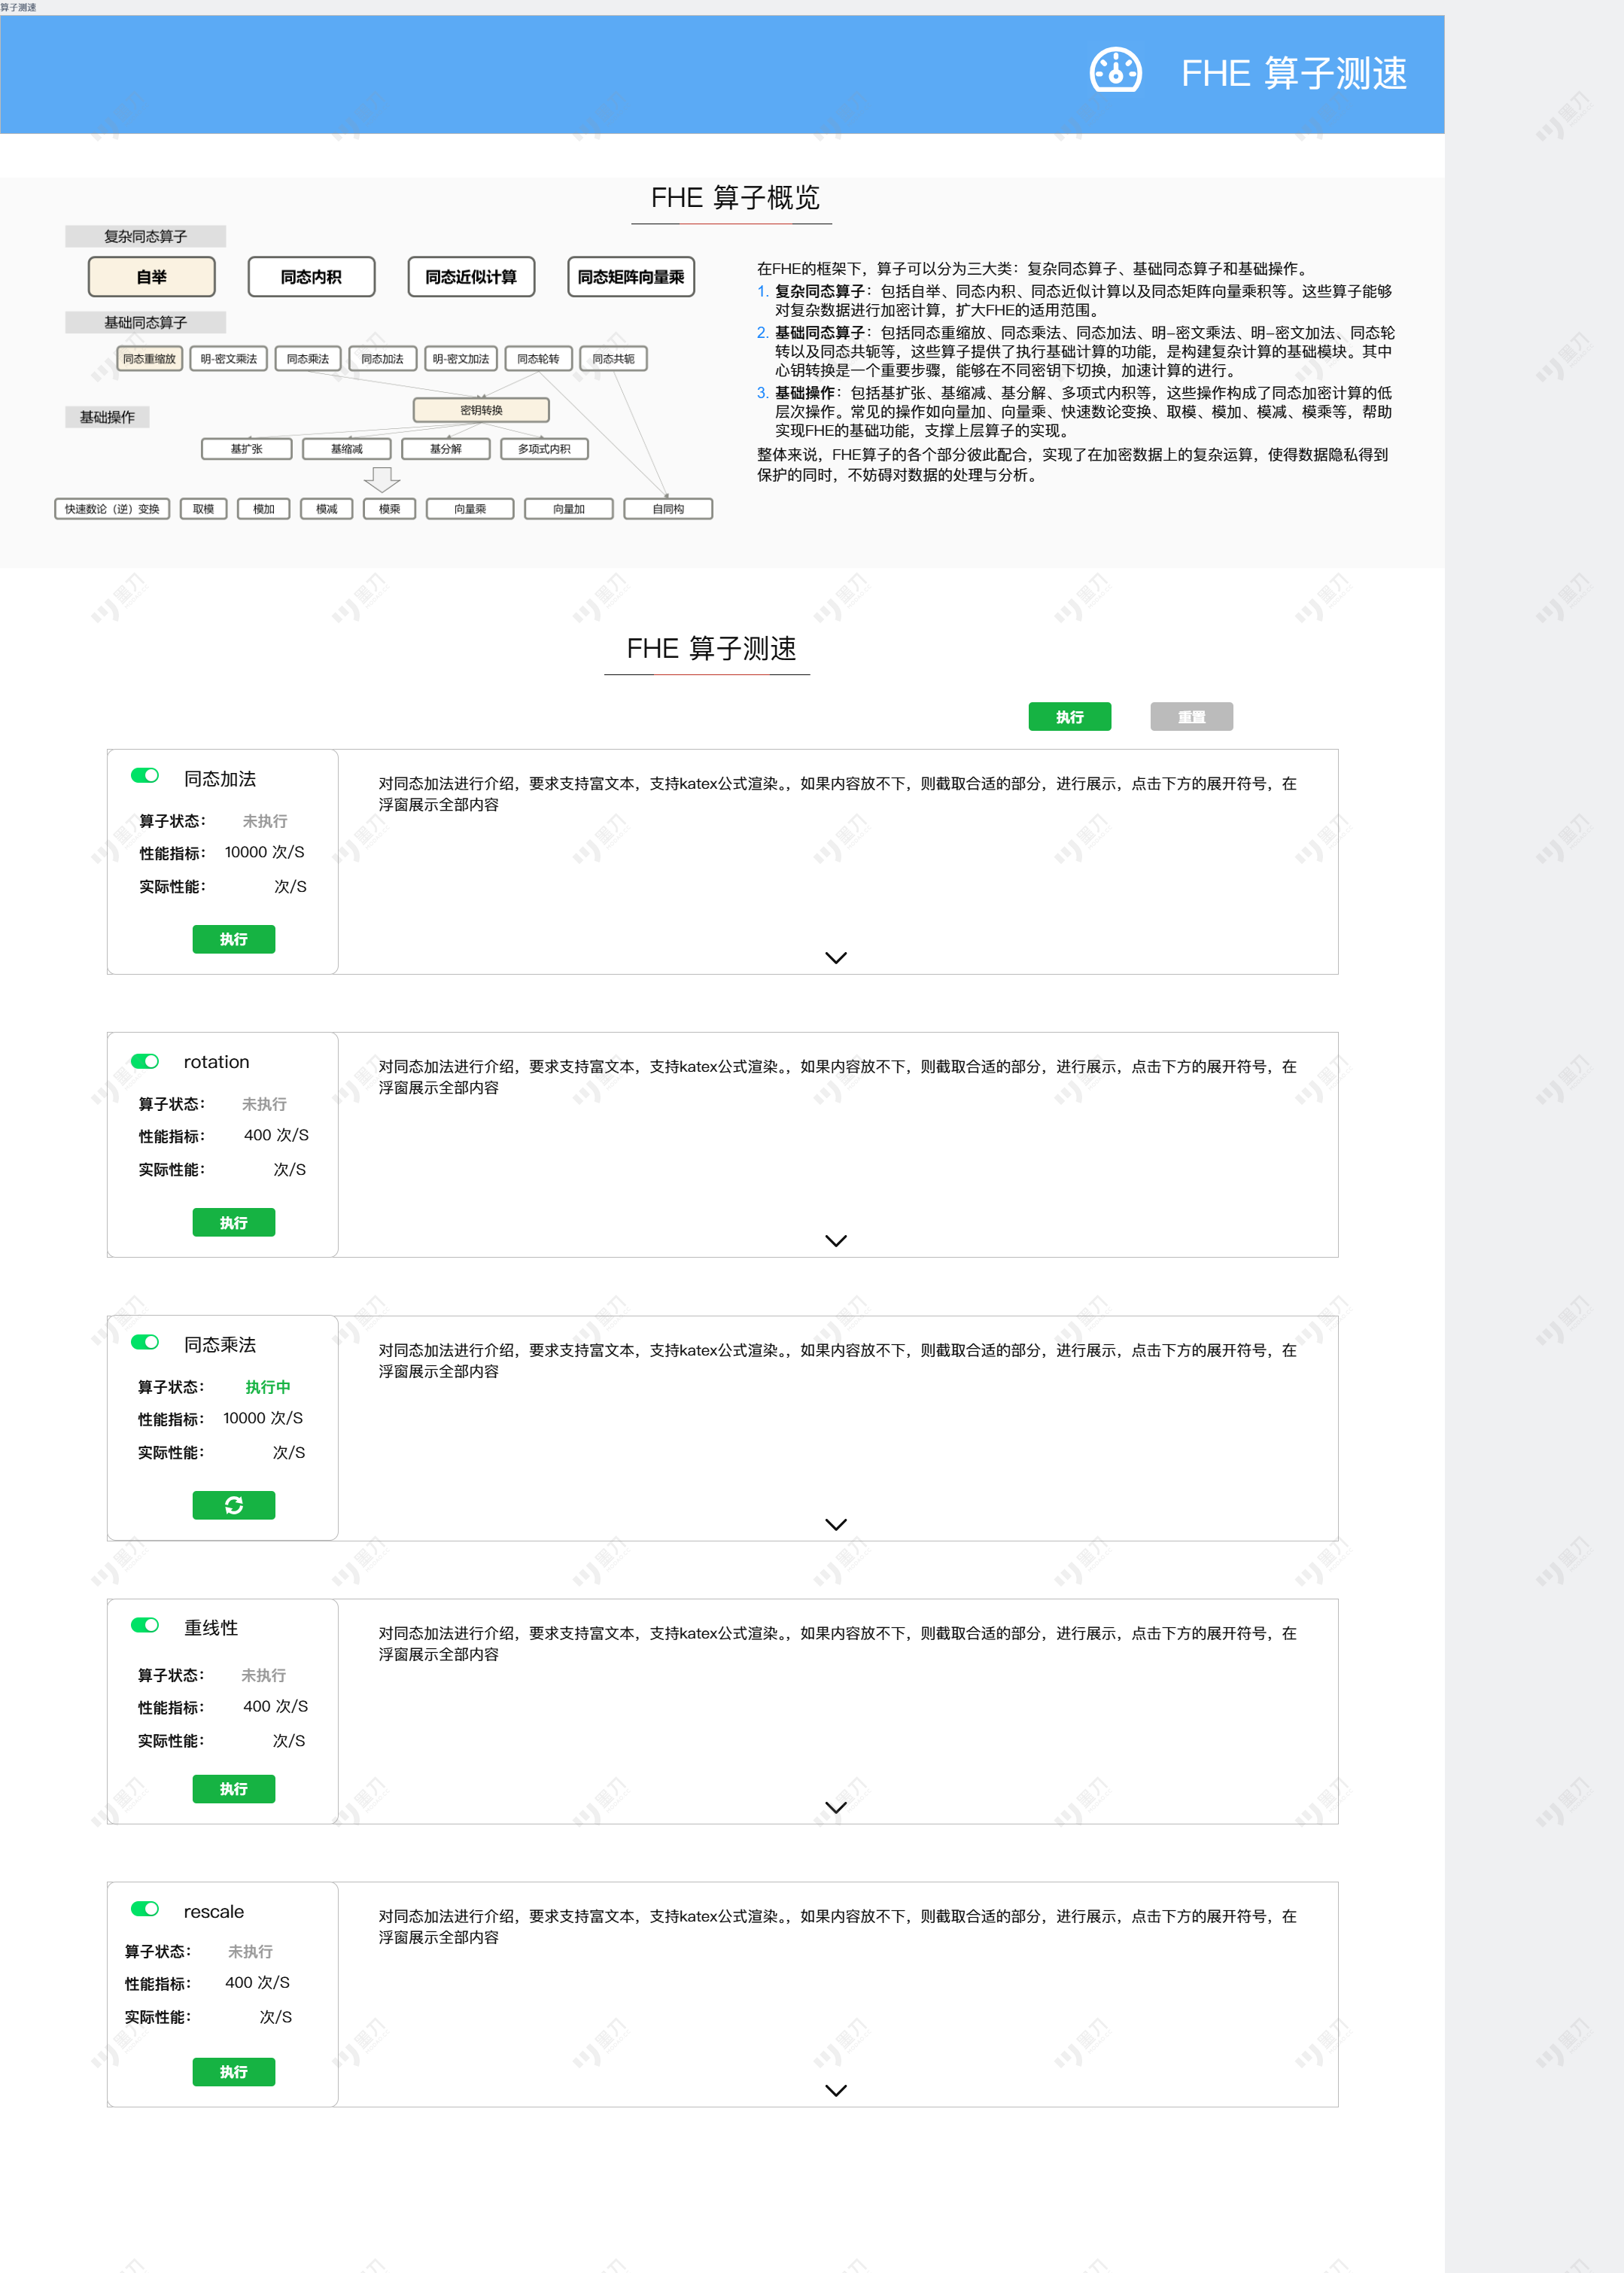 算子测速
FHE 算子测速
FHE 算子概览
复杂同态算子
自举
同态内积
同态近似计算
同态矩阵向量乘
基础同态算子
同态重缩放
明-密文乘法
同态乘法
同态加法
明-密文加法
同态轮转
同态共轭
密钥转换
基础操作
基扩张
基缩减
基分解
多项式内积
快速数论（逆）变换
取模
模加
模减
模乘
向量乘
向量加
自同构
在FHE的框架下，算子可以分为三大类：复杂同态算子、基础同态算子和基础操作。
1. 复杂同态算子：包括自举、同态内积、同态近似计算以及同态矩阵向量乘积等。这些算子能够
对复杂数据进行加密计算，扩大FHE的适用范围。
2. 基础同态算子：包括同态重缩放、同态乘法、同态加法、明-密文乘法、明-密文加法、同态轮
转以及同态共轭等，这些算子提供了执行基础计算的功能，是构建复杂计算的基础模块。其中
心钥转换是一个重要步骤，能够在不同密钥下切换，加速计算的进行。
3. 基础操作：包括基扩张、基缩减、基分解、多项式内积等，这些操作构成了同态加密计算的低
层次操作。常见的操作如向量加、向量乘、快速数论变换、取模、模加、模减、模乘等，帮助
实现FHE的基础功能，支撑上层算子的实现。
整体来说，FHE算子的各个部分彼此配合，实现了在加密数据上的复杂运算，使得数据隐私得到
保护的同时，不妨碍对数据的处理与分析。
FHE 算子测速
执行
重置
同态加法
算子状态： 未执行
性能指标： 10000 次/S
实际性能： 次/S
执行
对同态加法进行介绍，要求支持富文本，支持katex公式渲染。，如果内容放不下，则截取合适的部分，进行展示，点击下方的展开符号，在
浮窗展示全部内容
rotation
算子状态： 未执行
性能指标： 400 次/S
实际性能： 次/S
执行
对同态加法进行介绍，要求支持富文本，支持katex公式渲染。，如果内容放不下，则截取合适的部分，进行展示，点击下方的展开符号，在
浮窗展示全部内容
同态乘法
算子状态： 执行中
性能指标： 10000 次/S
实际性能： 次/S
对同态加法进行介绍，要求支持富文本，支持katex公式渲染。，如果内容放不下，则截取合适的部分，进行展示，点击下方的展开符号，在
浮窗展示全部内容
重线性
算子状态： 未执行
性能指标： 400 次/S
实际性能： 次/S
执行
对同态加法进行介绍，要求支持富文本，支持katex公式渲染。，如果内容放不下，则截取合适的部分，进行展示，点击下方的展开符号，在
浮窗展示全部内容
rescale
算子状态： 未执行
性能指标： 400 次/S
实际性能： 次/S
执行
对同态加法进行介绍，要求支持富文本，支持katex公式渲染。，如果内容放不下，则截取合适的部分，进行展示，点击下方的展开符号，在
浮窗展示全部内容
墨刀